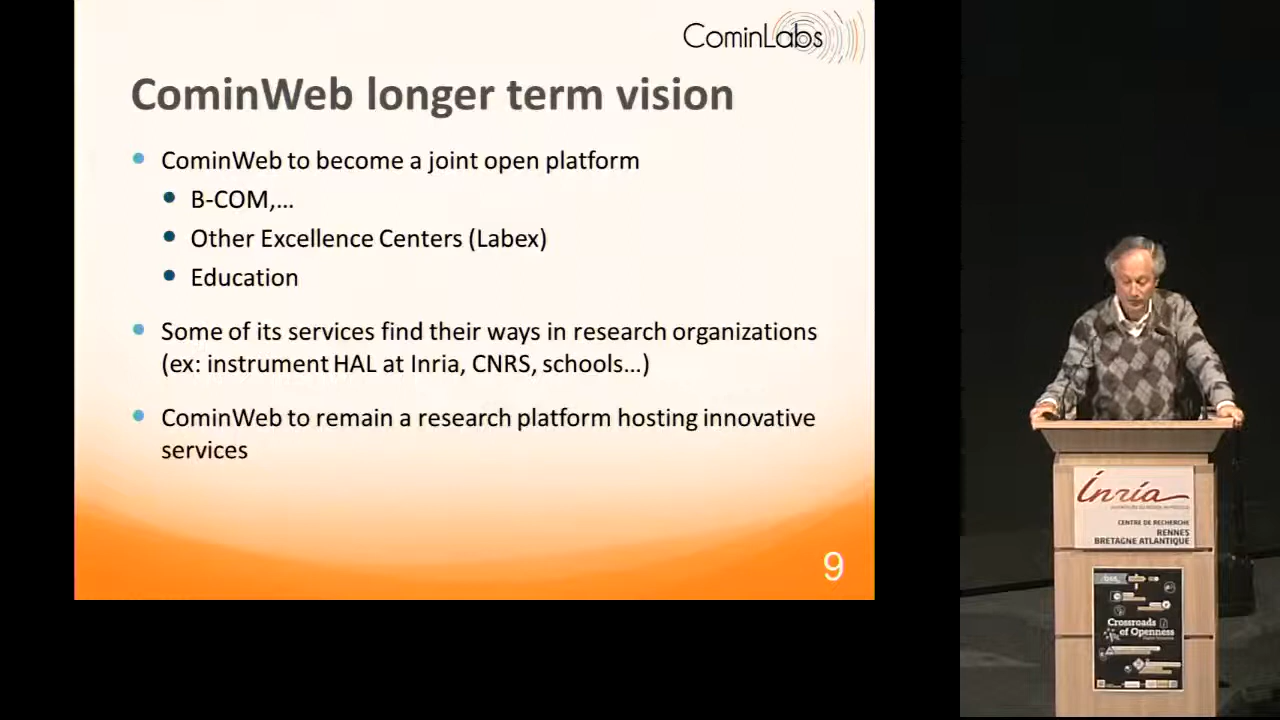 CominLabs
CominWeb longer term vision
CominWeb to become a joint open platform
B-COM,...
Other Excellence Centers (Labex)
Education
Some of its services find their ways in research organizations
(ex: instrument HAL at Inria, CNRS, schools...)
CominWeb to remain a research platform hosting innovative
services
9
Inria
CENTRE DE RECHERCHE
RENNES
BRETAGNE ATLANTIQUE
Crossroads
of Openness